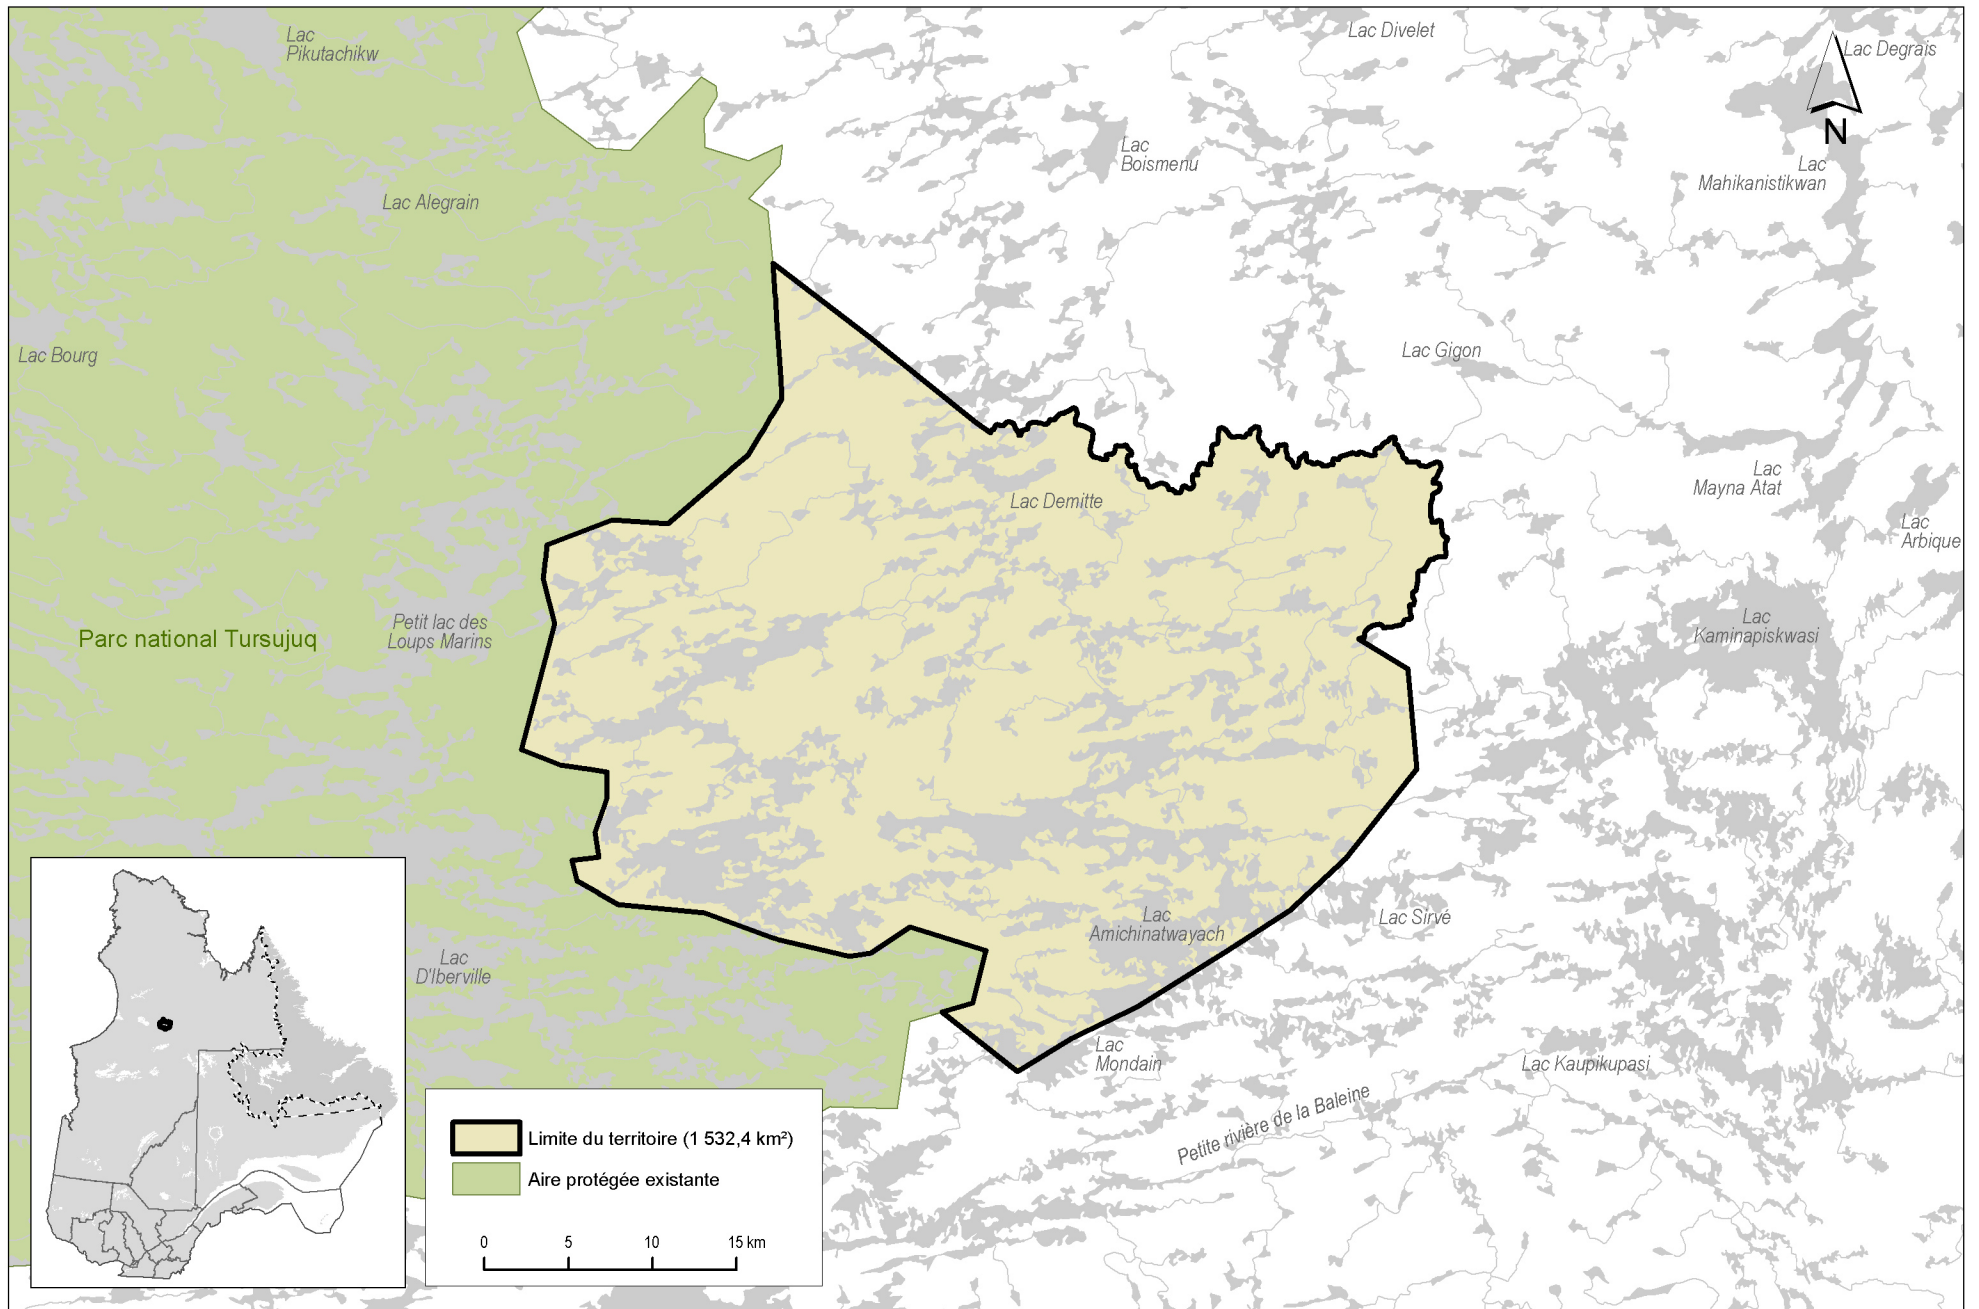 Lac
Pikutachikw
Lac Divelet
Lac Degrais
N
Lac
Boismenu
Lac
Mahikanistikwan
Lac Alegrain
Lac Bourg
Lac Gigon
Lac
Mayna Atat
Lac Demitte
Lac
Arbique
Petit lac des
Loups Marins
Parc national Tursujuq
Lac
Kaminapiskwasi
Lac
Amichinatwayach
Lac Sirvé
Lac
D'Iberville
Lac
Mondain
Lac Kaupikupasi
Petite rivière de la Baleine
Limite du territoire (1 532,4 km²)
Aire protégée existante
0 5 10 15 km